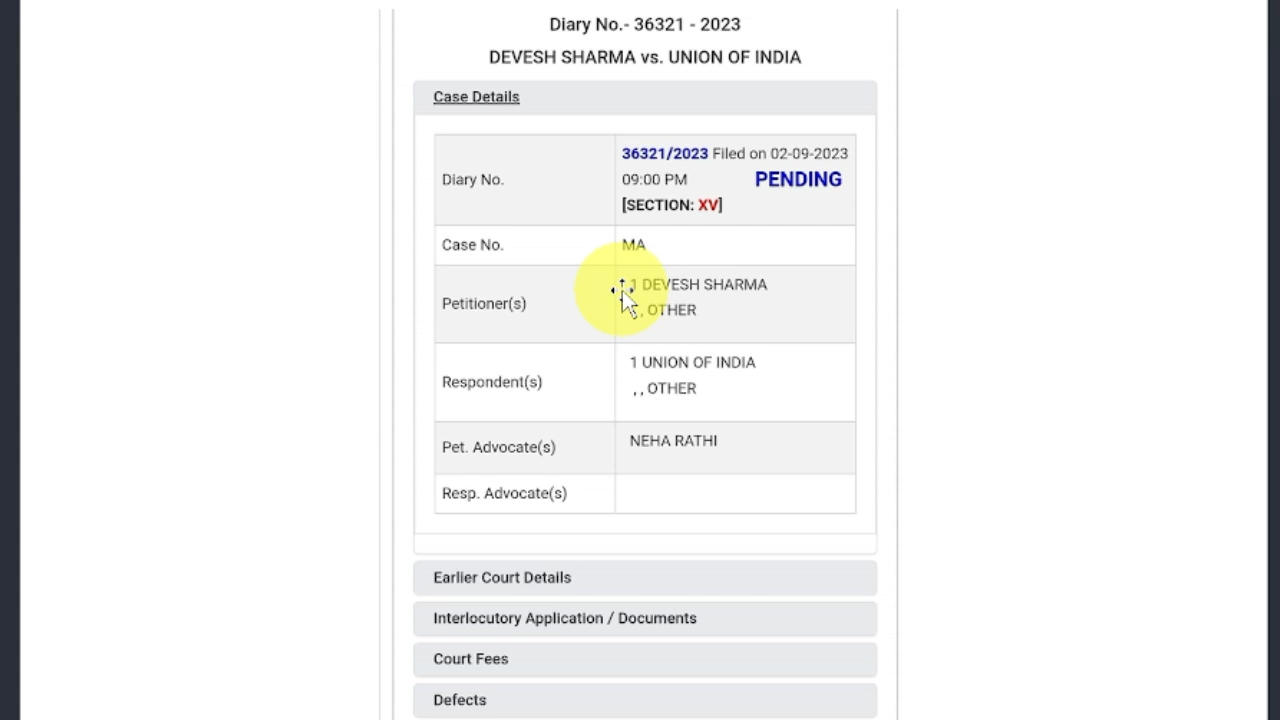 Diary No.- 36321 - 2023
DEVESH SHARMA vs. UNION OF INDIA
Case Details
Diary No.
36321/2023 Filed on 02-09-2023
09:00 PM PENDING
[SECTION: XV]
Case No. MA
Petitioner(s)
1 DEVESH SHARMA
, , OTHER
Respondent(s)
1 UNION OF INDIA
, , OTHER
Pet. Advocate(s) NEHA RATHI
Resp. Advocate(s)
Earlier Court Details
Interlocutory Application / Documents
Court Fees
Defects